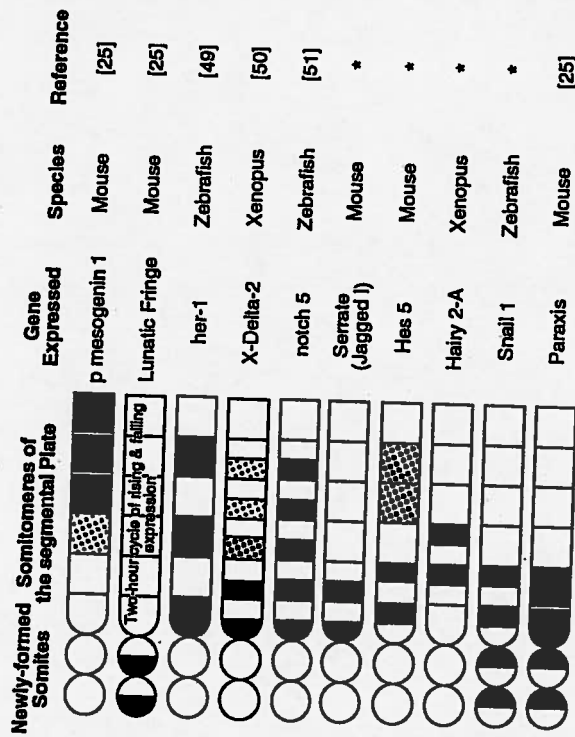 Newly-formed Somitomeres of
Somites the segmental Plate
Gene
Expressed
Species
Reference
p mesogenin 1 Mouse [25]
Two-hour cycle of rising & falling
expression
Lunatic Fringe Mouse [25]
her-1 Zebrafish [49]
X-Delta-2 Xenopus [50]
notch 5 Zebrafish [51]
Serrate
(Jagged I) Mouse *
Hes 5 Mouse *
Hairy 2-A Xenopus *
Snail 1 Zebrafish *
Paraxis Mouse [25]